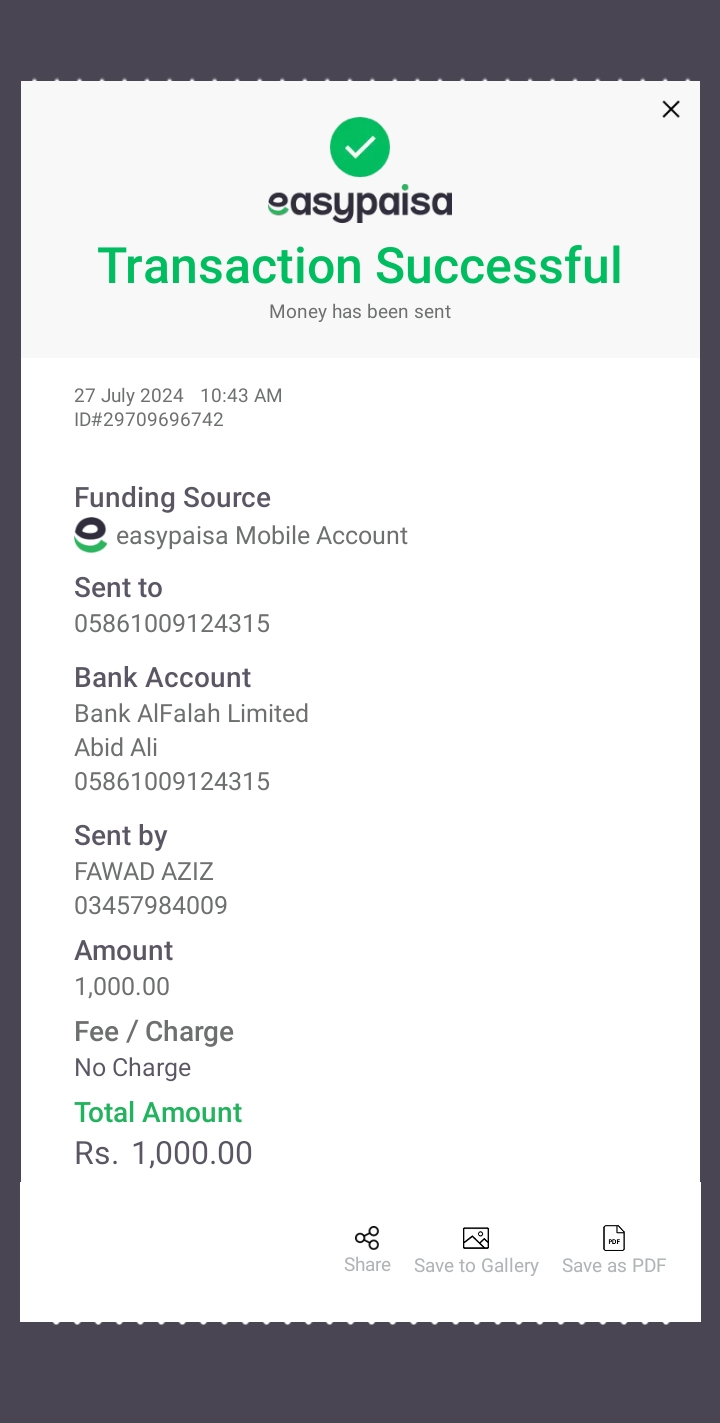 easypaisa
Transaction Successful
Money has been sent
27 July 2024 10:43 AM
ID#29709696742
Funding Source
easypaisa Mobile Account
Sent to
05861009124315
Bank Account
Bank AlFalah Limited
Abid Ali
05861009124315
Sent by
FAWAD AZIZ
03457984009
Amount
1,000.00
Fee / Charge
No Charge
Total Amount
Rs. 1,000.00
PDF
Share Save to Gallery Save as PDF